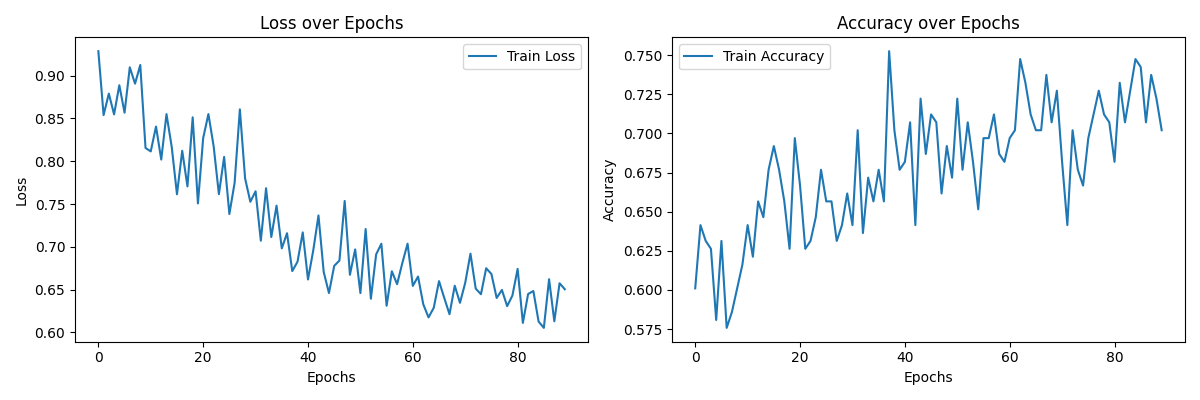 Loss over Epochs
Train Loss
0.90
0.85
0.80
0.75
0.70
0.65
0.60
Loss
0 20 40 60 80
Epochs
Accuracy over Epochs
Train Accuracy
0.750
0.725
0.700
0.675
0.650
0.625
0.600
0.575
Accuracy
0 20 40 60 80
Epochs